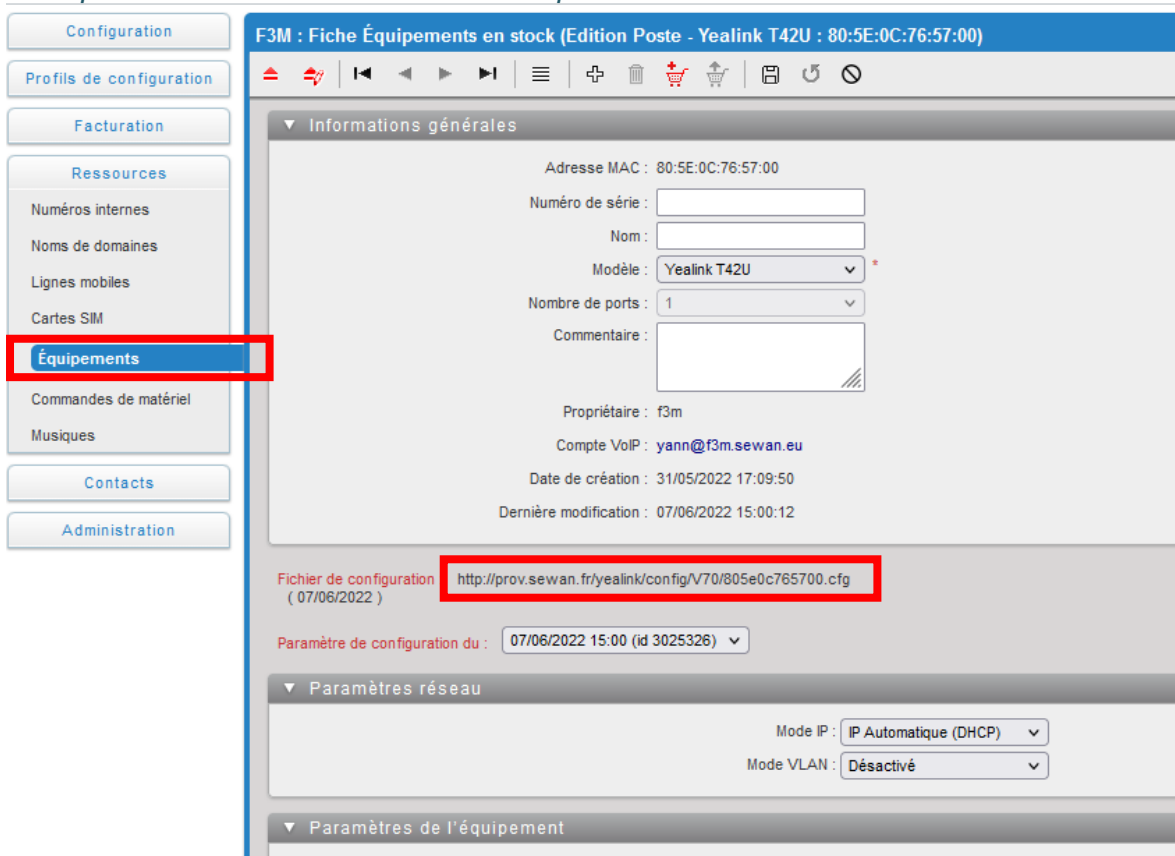 Configuration
Profils de configuration
Facturation
Ressources
Numéros internes
Noms de domaines
Lignes mobiles
Cartes SIM
Équipements
Commandes de matériel
Musiques
Contacts
Administration
F3M : Fiche Équipements en stock (Edition Poste - Yealink T42U : 80:5E:0C:76:57:00)
Informations générales
Adresse MAC : 80:5E:0C:76:57:00
Numéro de série :
Nom :
Modèle : Yealink T42U *
Nombre de ports : 1
Commentaire :
Propriétaire : f3m
Compte VoIP : yann@f3m.sewan.eu
Date de création : 31/05/2022 17:09:50
Dernière modification : 07/06/2022 15:00:12
Fichier de configuration http://prov.sewan.fr/yealink/config/V70/805e0c765700.cfg
( 07/06/2022 )
Paramètre de configuration du : 07/06/2022 15:00 (id 3025326)
Paramètres réseau
Mode IP : IP Automatique (DHCP)
Mode VLAN : Désactivé
Paramètres de l'équipement